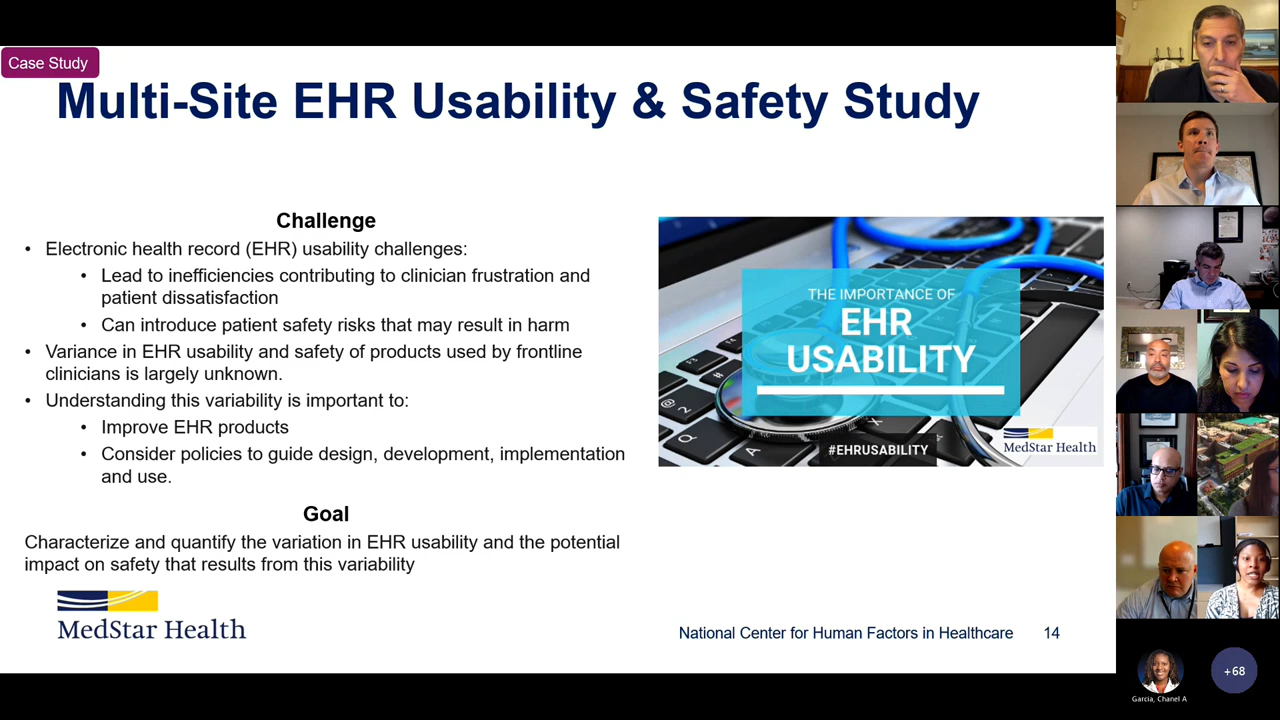 Case Study
Multi-Site EHR Usability & Safety Study
Challenge
• Electronic health record (EHR) usability challenges:
• Lead to inefficiencies contributing to clinician frustration and
patient dissatisfaction
• Can introduce patient safety risks that may result in harm
• Variance in EHR usability and safety of products used by frontline
clinicians is largely unknown.
• Understanding this variability is important to:
• Improve EHR products
• Consider policies to guide design, development, implementation
and use.
Goal
Characterize and quantify the variation in EHR usability and the potential
impact on safety that results from this variability
MedStar Health
THE IMPORTANCE OF
EHR
USABILITY
#EHRUSABILITY
MedStar Health
National Center for Human Factors in Healthcare 14
Garcia, Chanel A
+68